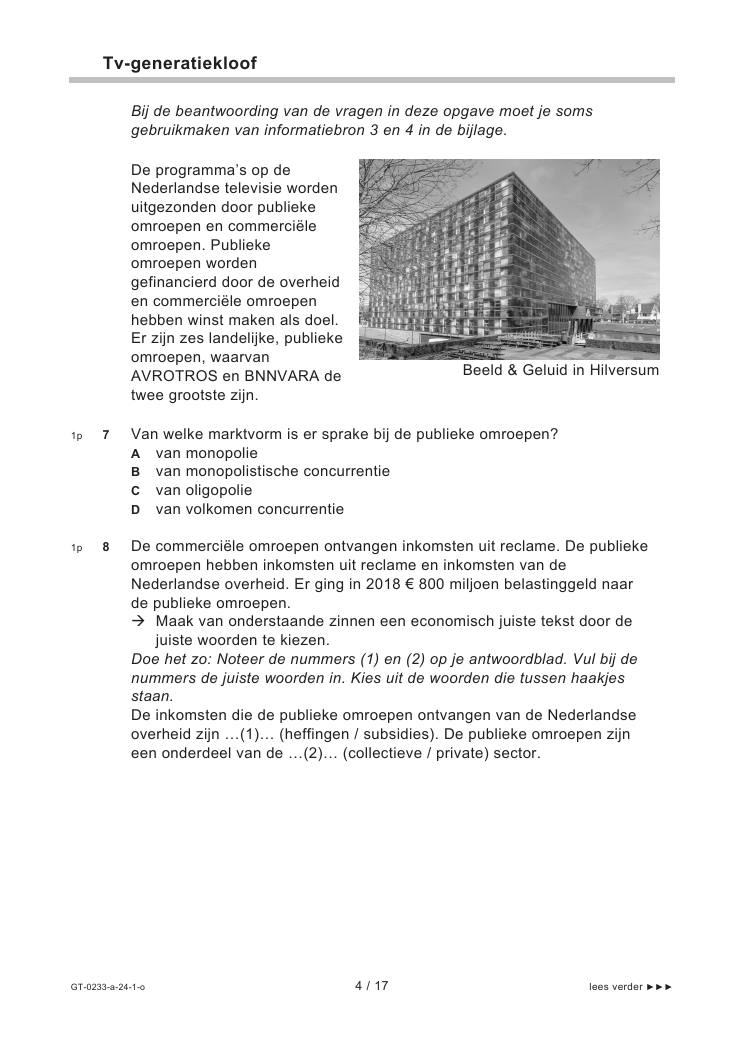 Tv-generatiekloof
Bij de beantwoording van de vragen in deze opgave moet je soms
gebruikmaken van informatiebron 3 en 4 in de bijlage.
De programma’s op de
Nederlandse televisie worden
uitgezonden door publieke
omroepen en commerciële
omroepen. Publieke
omroepen worden
gefinancierd door de overheid
en commerciële omroepen
hebben winst maken als doel.
Er zijn zes landelijke, publieke
omroepen, waarvan
AVROTROS en BNNVARA de
twee grootste zijn.
Beeld & Geluid in Hilversum
1p 7 Van welke marktvorm is er sprake bij de publieke omroepen?
A van monopolie
B van monopolistische concurrentie
C van oligopolie
D van volkomen concurrentie
1p 8 De commerciële omroepen ontvangen inkomsten uit reclame. De publieke
omroepen hebben inkomsten uit reclame en inkomsten van de
Nederlandse overheid. Er ging in 2018 € 800 miljoen belastinggeld naar
de publieke omroepen.
→ Maak van onderstaande zinnen een economisch juiste tekst door de
juiste woorden te kiezen.
Doe het zo: Noteer de nummers (1) en (2) op je antwoordblad. Vul bij de
nummers de juiste woorden in. Kies uit de woorden die tussen haakjes
staan.
De inkomsten die de publieke omroepen ontvangen van de Nederlandse
overheid zijn …(1)… (heffingen / subsidies). De publieke omroepen zijn
een onderdeel van de …(2)… (collectieve / private) sector.
GT-0233-a-24-1-o 4 / 17 lees verder ►►►